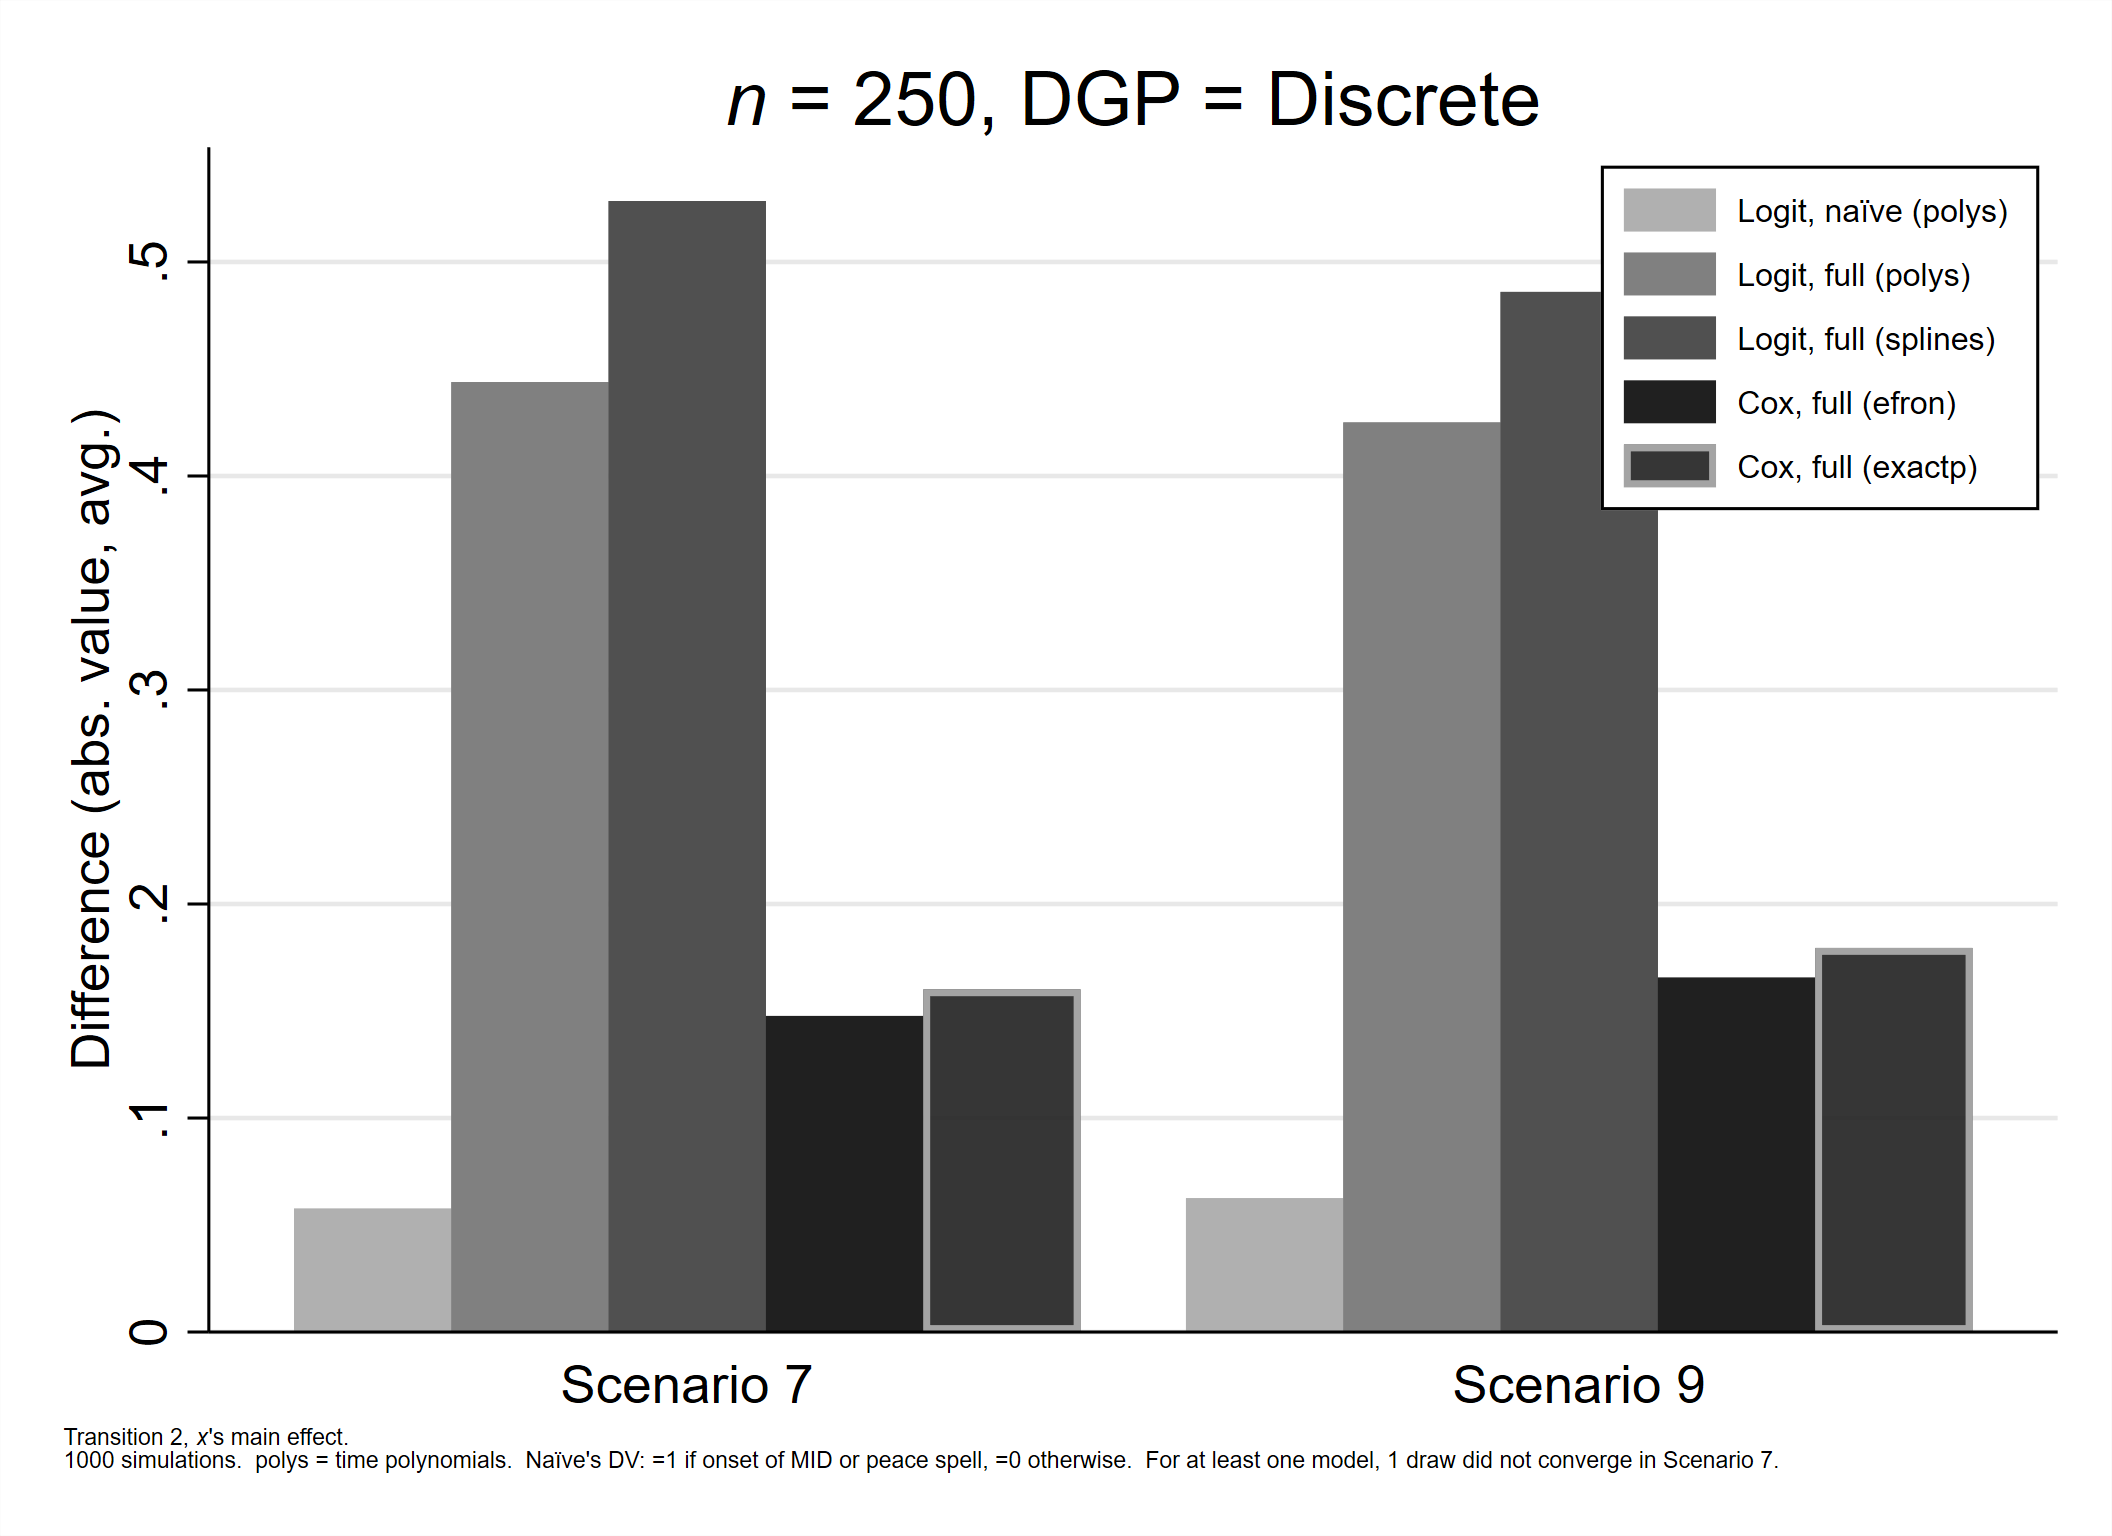 n = 250, DGP = Discrete
Difference (abs. value, avg.)
.5
.4
.3
.2
.1
0
Logit, naïve (polys)
Logit, full (polys)
Logit, full (splines)
Cox, full (efron)
Cox, full (exactp)
Scenario 7
Scenario 9
Transition 2, x's main effect.
1000 simulations.  polys = time polynomials.  Naïve's DV: =1 if onset of MID or peace spell, =0 otherwise.  For at least one model, 1 draw did not converge in Scenario 7.